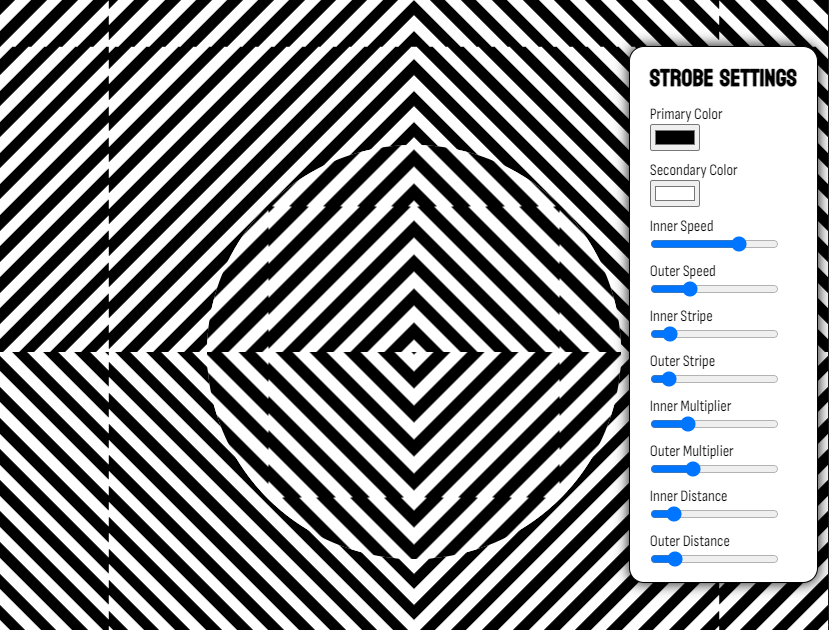 STROBE SETTINGS
Primary Color
Secondary Color
Inner Speed
Outer Speed
Inner Stripe
Outer Stripe
Inner Multiplier
Outer Multiplier
Inner Distance
Outer Distance